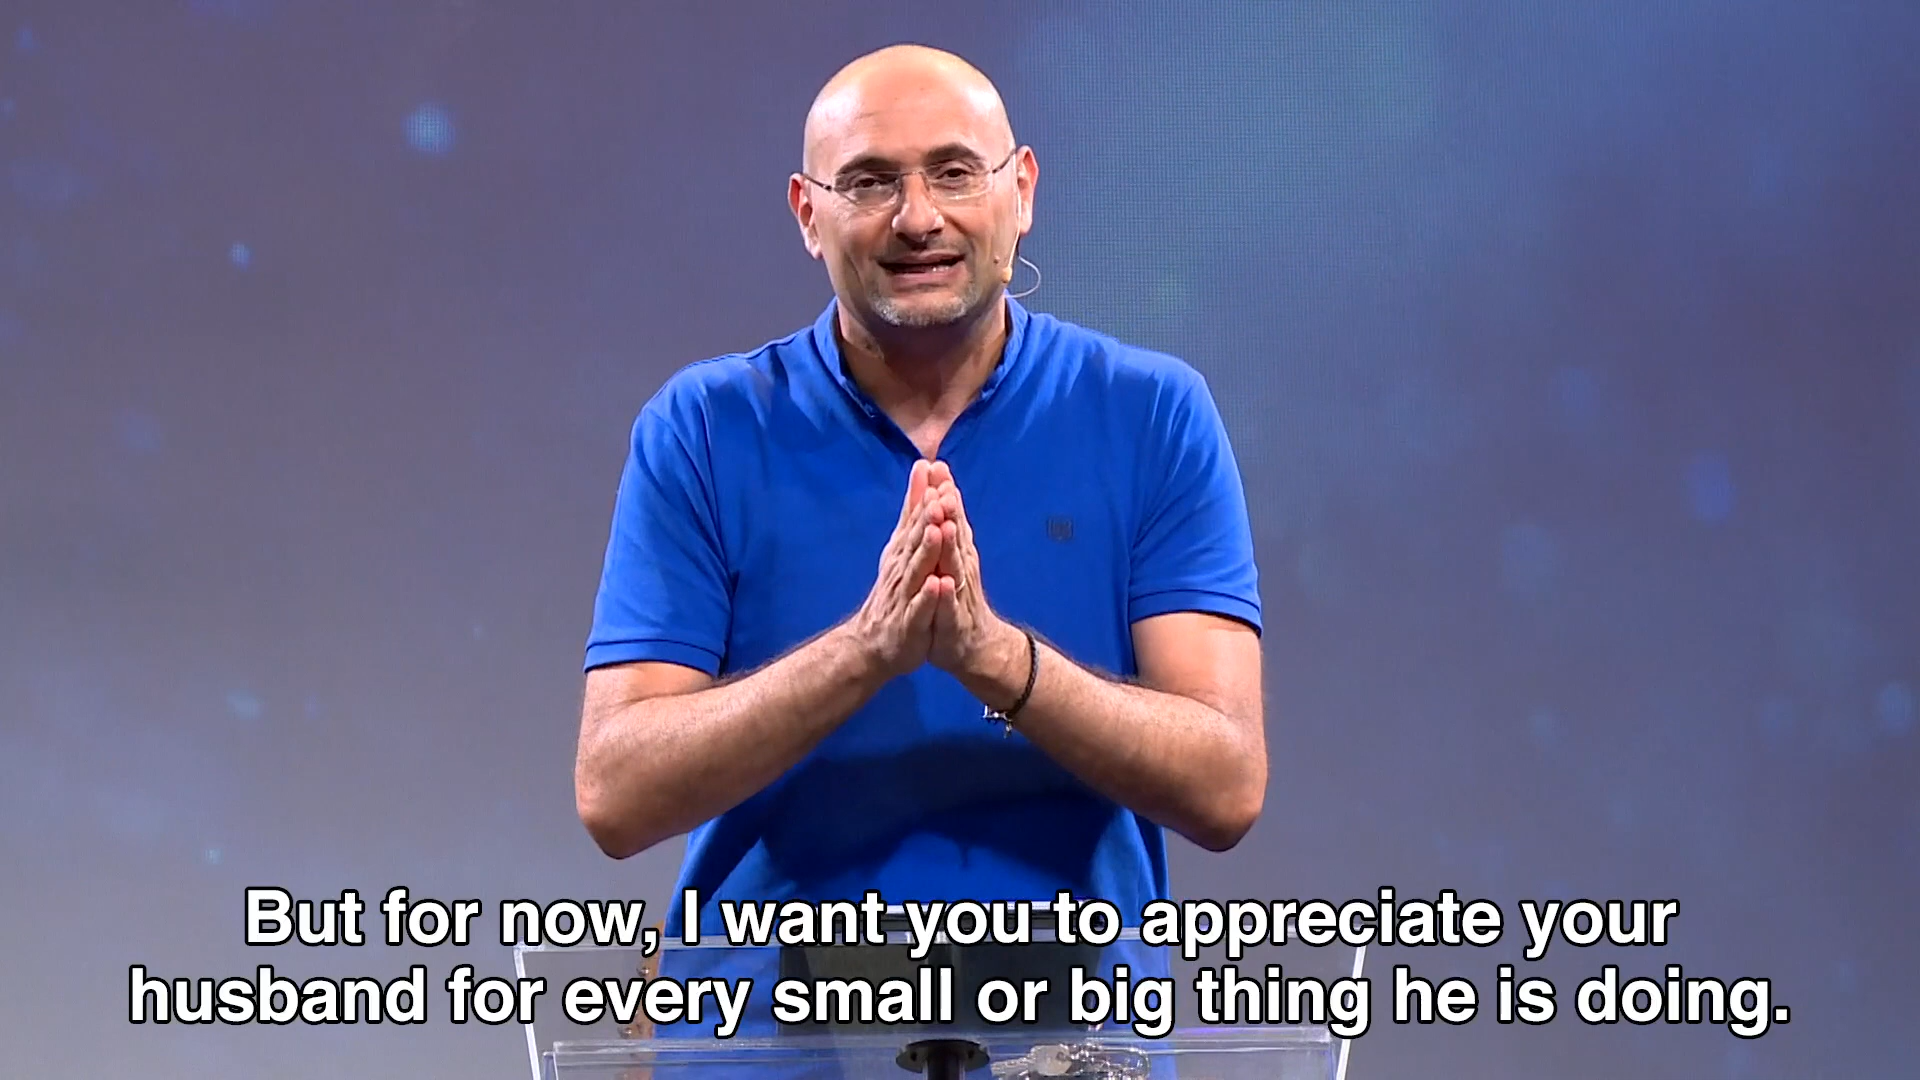 But for now, I want you to appreciate your
husband for every small or big thing he is doing.